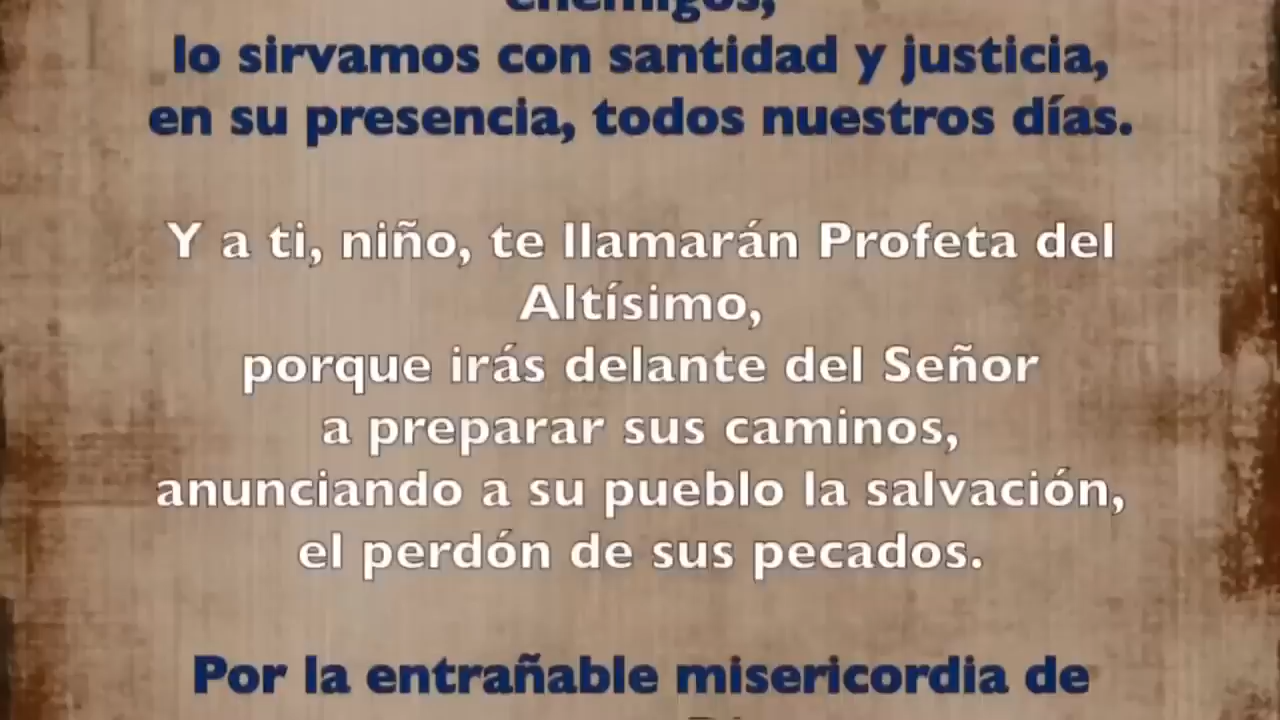 enemigos,
lo sirvamos con santidad y justicia,
en su presencia, todos nuestros días.
Y a ti, niño, te llamarán Profeta del
Altísimo,
porque irás delante del Señor
a preparar sus caminos,
anunciando a su pueblo la salvación,
el perdón de sus pecados.
Por la entrañable misericordia de